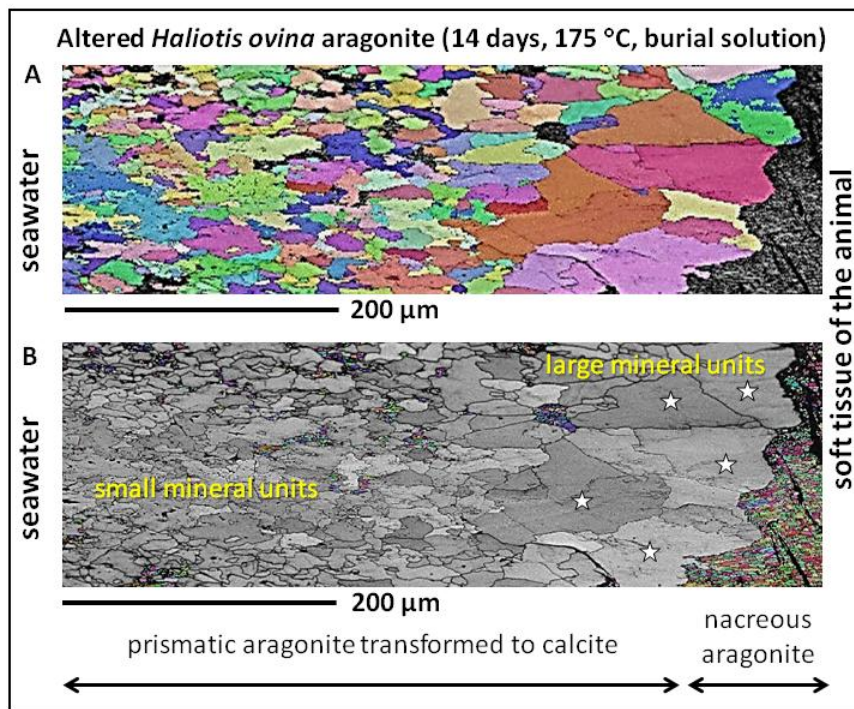 Altered Haliotis ovina aragonite (14 days, 175 °C, burial solution)
A
seawater
soft tissue of the animal
200 µm
B
large mineral units
small mineral units
seawater
200 µm
prismatic aragonite transformed to calcite
nacreous
aragonite